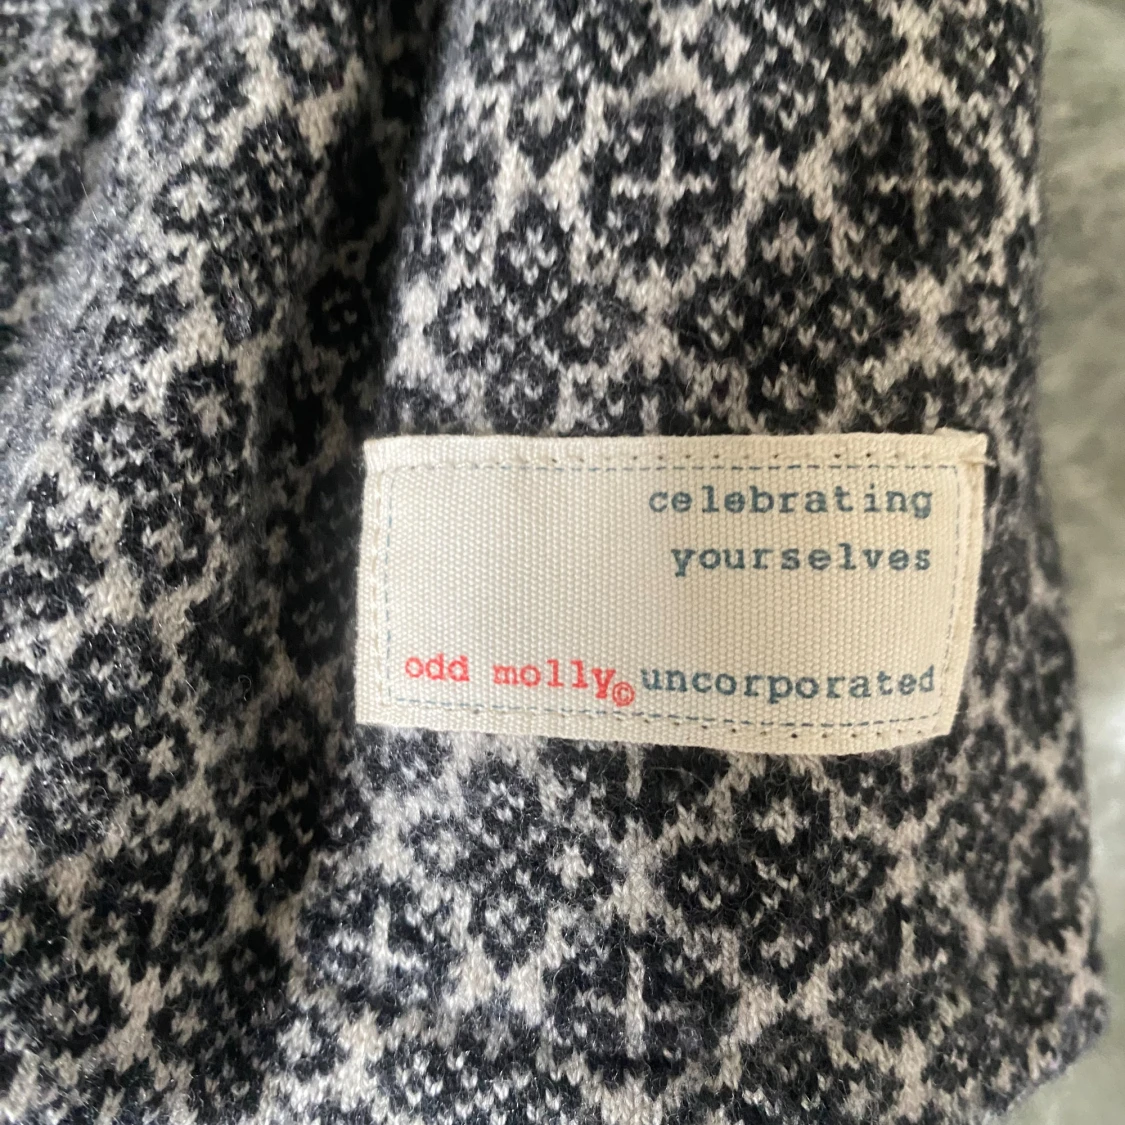 celebrating
yourselves
odd molly© uncorporated